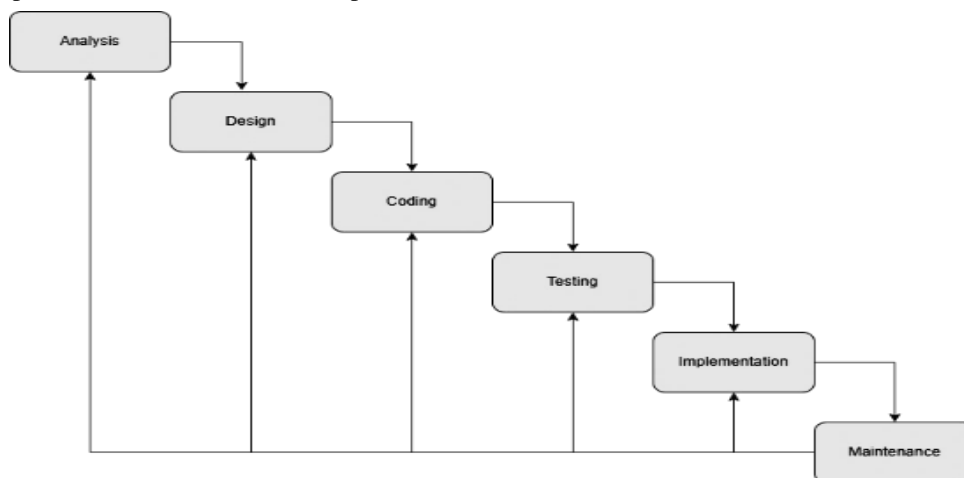 Analysis
Design
Coding
Testing
Implementation
Maintenance